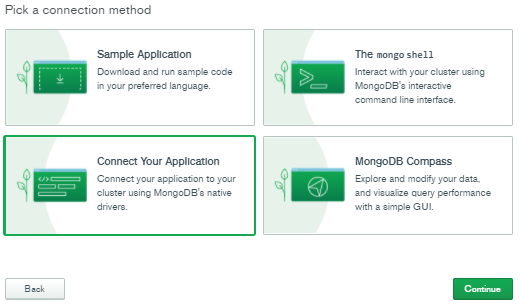 Pick a connection method
Sample Application
Download and run sample code
in your preferred language.
The mongo shell
Interact with your cluster using
MongoDB's interactive
command line interface.
Connect Your Application
Connect your application to your
cluster using MongoDB's native
drivers.
MongoDB Compass
Explore and modify your data,
and visualize query performance
with a simple GUI.
Back
Continue